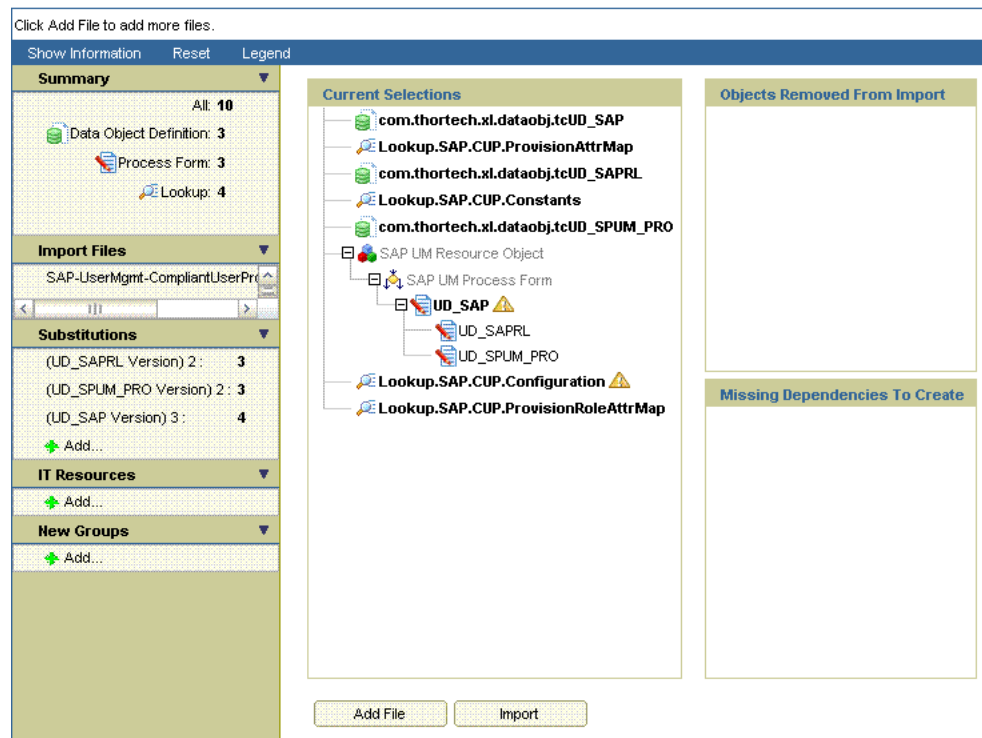 Click Add File to add more files.
Show Information Reset Legend
Summary
All: 10
Data Object Definition: 3
Process Form: 3
Lookup: 4
Import Files
SAP-UserMgmt-CompliantUserPr
Substitutions
(UD_SAPRL Version) 2 : 3
(UD_SPUM_PRO Version) 2 : 3
(UD_SAP Version) 3 : 4
Add...
IT Resources
Add...
New Groups
Add...
Current Selections
com.thortech.xl.dataobj.tcUD_SAP
Lookup.SAP.CUP.ProvisionAttrMap
com.thortech.xl.dataobj.tcUD_SAPRL
Lookup.SAP.CUP.Constants
com.thortech.xl.dataobj.tcUD_SPUM_PRO
SAP UM Resource Object
SAP UM Process Form
UD_SAP
UD_SAPRL
UD_SPUM_PRO
Lookup.SAP.CUP.Configuration
Lookup.SAP.CUP.ProvisionRoleAttrMap
Add File
Import
Objects Removed From Import
Missing Dependencies To Create